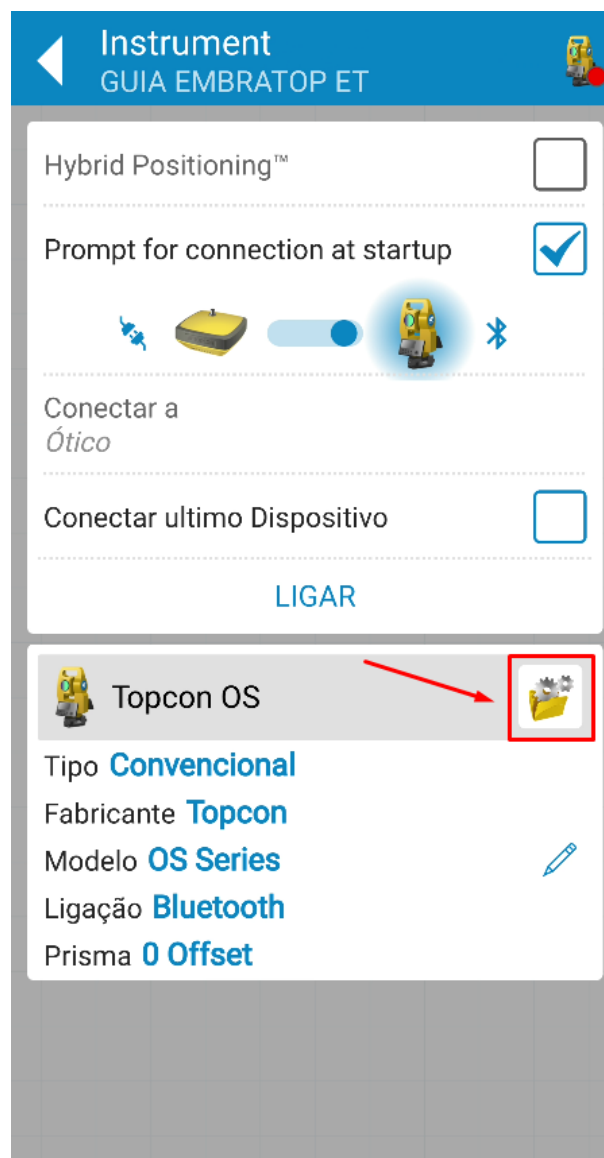 Instrument
GUIA EMBRATOP ET
Hybrid Positioning™
Prompt for connection at startup
Conectar a
Ótico
Conectar ultimo Dispositivo
LIGAR
Topcon OS
Tipo Convencional
Fabricante Topcon
Modelo OS Series
Ligação Bluetooth
Prisma 0 Offset